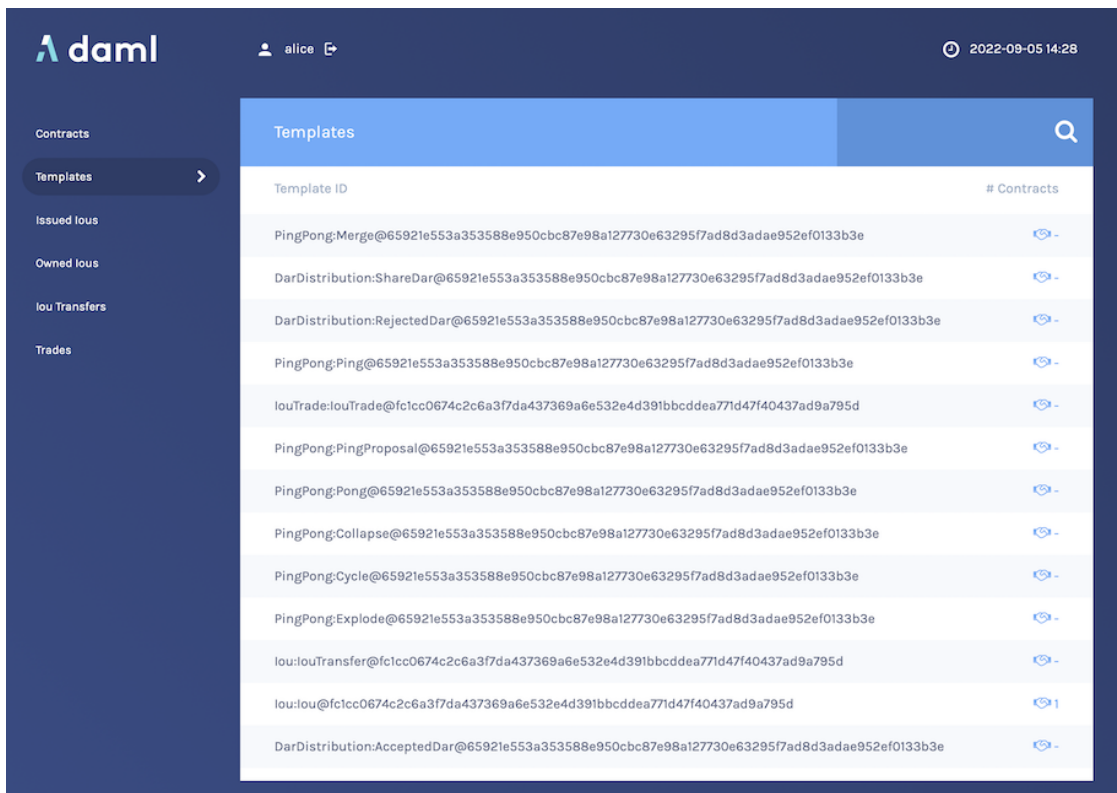 daml
alice
2022-09-05 14:28
Contracts
Templates
Issued Ious
Owned Ious
Iou Transfers
Trades
Templates
Template ID # Contracts
PingPong:Merge@65921e553a353588e950cbc87e98a127730e63295f7ad8d3adae952ef0133b3e -
DarDistribution:ShareDar@65921e553a353588e950cbc87e98a127730e63295f7ad8d3adae952ef0133b3e -
DarDistribution:RejectedDar@65921e553a353588e950cbc87e98a127730e63295f7ad8d3adae952ef0133b3e -
PingPong:Ping@65921e553a353588e950cbc87e98a127730e63295f7ad8d3adae952ef0133b3e -
IouTrade:IouTrade@fc1cc0674c2c6a3f7da437369a6e532e4d391bbcddea771d47f40437ad9a795d -
PingPong:PingProposal@65921e553a353588e950cbc87e98a127730e63295f7ad8d3adae952ef0133b3e -
PingPong:Pong@65921e553a353588e950cbc87e98a127730e63295f7ad8d3adae952ef0133b3e -
PingPong:Collapse@65921e553a353588e950cbc87e98a127730e63295f7ad8d3adae952ef0133b3e -
PingPong:Cycle@65921e553a353588e950cbc87e98a127730e63295f7ad8d3adae952ef0133b3e -
PingPong:Explode@65921e553a353588e950cbc87e98a127730e63295f7ad8d3adae952ef0133b3e -
Iou:IouTransfer@fc1cc0674c2c6a3f7da437369a6e532e4d391bbcddea771d47f40437ad9a795d -
Iou:Iou@fc1cc0674c2c6a3f7da437369a6e532e4d391bbcddea771d47f40437ad9a795d 1
DarDistribution:AcceptedDar@65921e553a353588e950cbc87e98a127730e63295f7ad8d3adae952ef0133b3e -